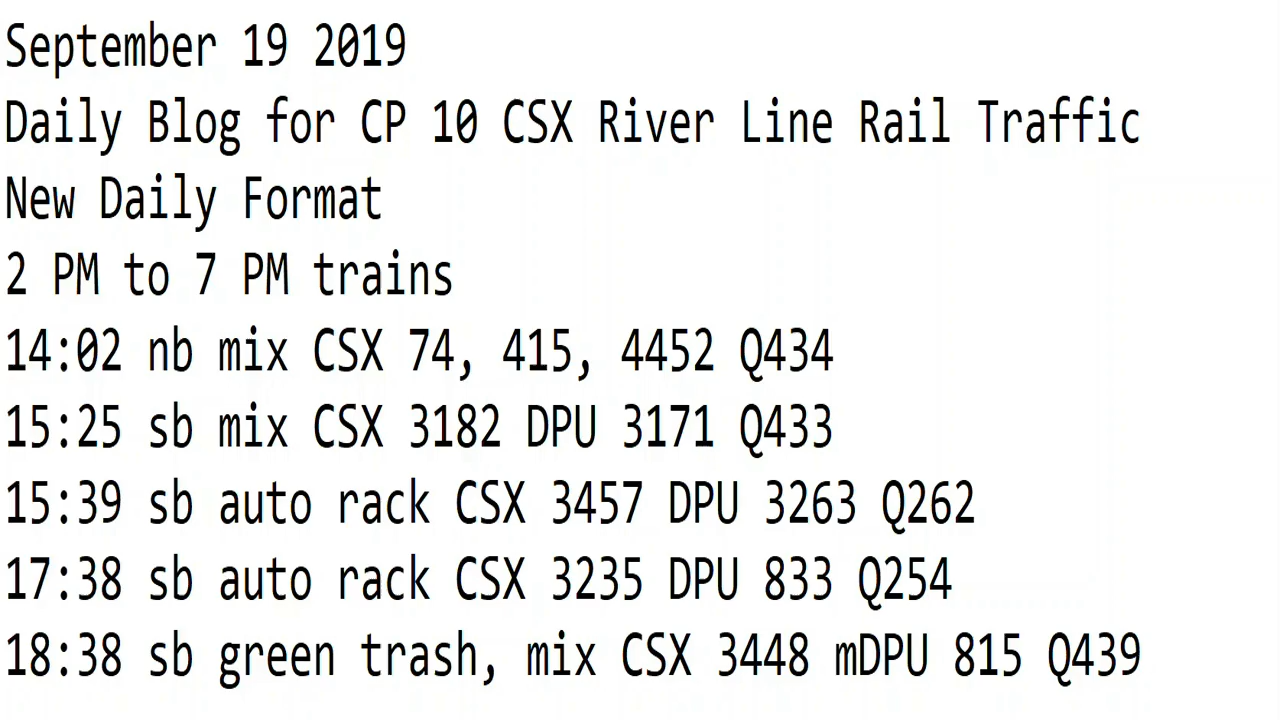 September 19 2019
Daily Blog for CP 10 CSX River Line Rail Traffic
New Daily Format
2 PM to 7 PM trains
14:02 nb mix CSX 74, 415, 4452 Q434
15:25 sb mix CSX 3182 DPU 3171 Q433
15:39 sb auto rack CSX 3457 DPU 3263 Q262
17:38 sb auto rack CSX 3235 DPU 833 Q254
18:38 sb green trash, mix CSX 3448 mDPU 815 Q439